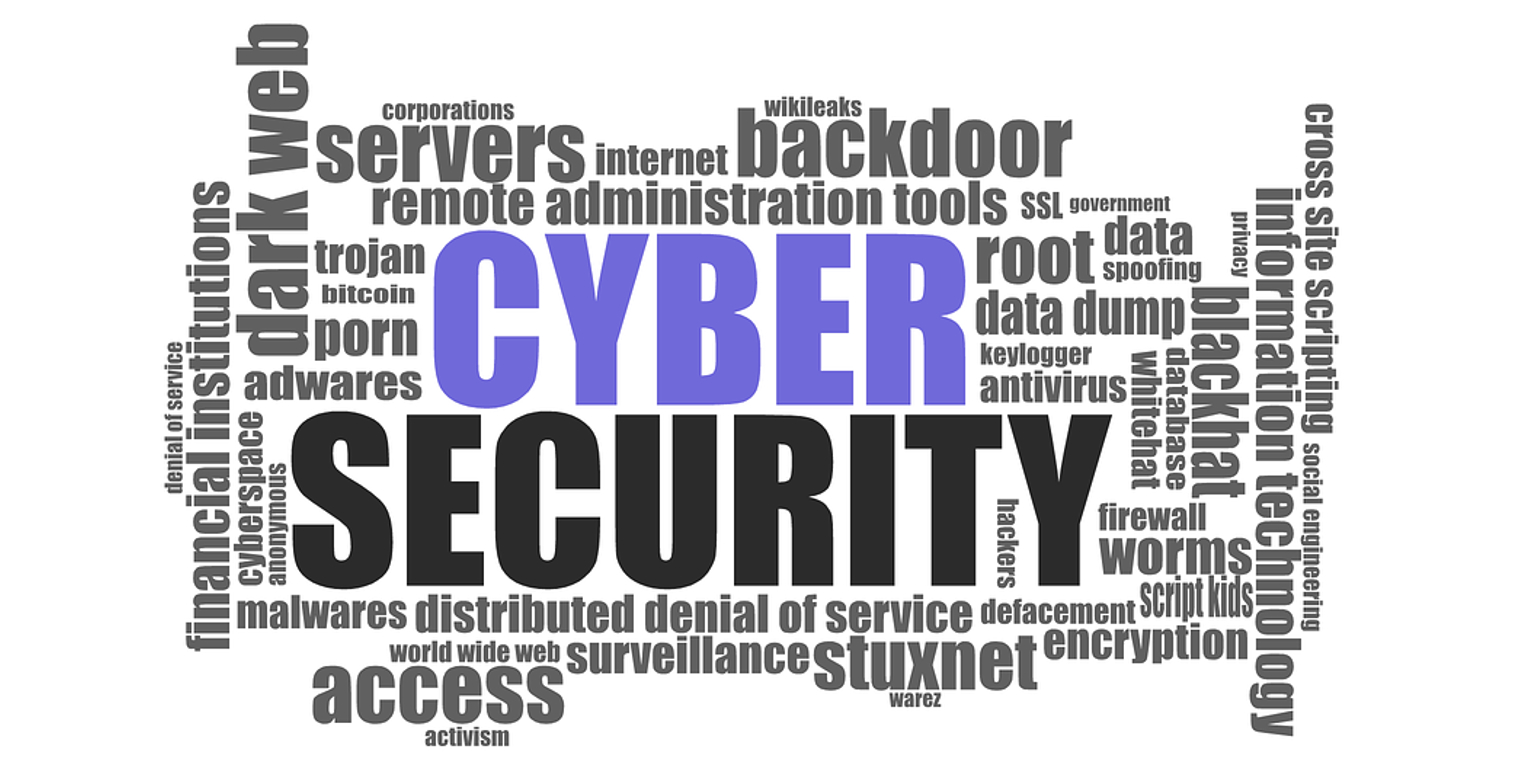 dark web
corporations
wikileaks
servers
internet
backdoor
remote administration tools
SSL
government
cross site scripting
information technology
privacy
financial institutions
trojan
CYBER
root
data
spoofing
bitcoin
data dump
blackhat
porn
keylogger
denial of service
adwares
antivirus
whitehat
database
cyberspace
anonymous
SECURITY
hackers
firewall
social engineering
worms
script kids
malwares
distributed denial of service
defacement
encryption
world wide web
surveillance
stuxnet
access
warez
activism